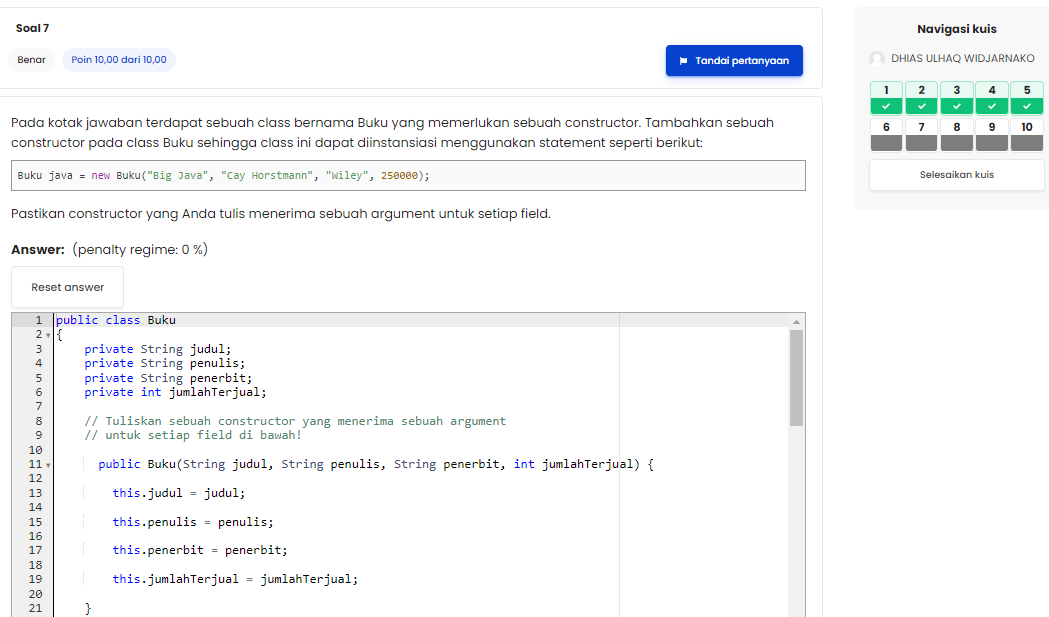 Soal 7
Benar
Poin 10,00 dari 10,00
Tandai pertanyaan
Pada kotak jawaban terdapat sebuah class bernama Buku yang memerlukan sebuah constructor. Tambahkan sebuah
constructor pada class Buku sehingga class ini dapat diinstansiasi menggunakan statement seperti berikut:
Buku java = new Buku("Big Java", "Cay Horstmann", "Wiley", 250000);
Pastikan constructor yang Anda tulis menerima sebuah argument untuk setiap field.
Answer: (penalty regime: 0 %)
Reset answer
1 public class Buku
2 {
3 private String judul;
4 private String penulis;
5 private String penerbit;
6 private int jumlahTerjual;
7
8 // Tuliskan sebuah constructor yang menerima sebuah argument
9 // untuk setiap field di bawah!
10
11 public Buku(String judul, String penulis, String penerbit, int jumlahTerjual) {
12
13 this.judul = judul;
14
15 this.penulis = penulis;
16
17 this.penerbit = penerbit;
18
19 this.jumlahTerjual = jumlahTerjual;
20
21 }
Navigasi kuis
DHIAS ULHAQ WIDJARNAKO
1 2 3 4 5
6 7 8 9 10
Selesaikan kuis